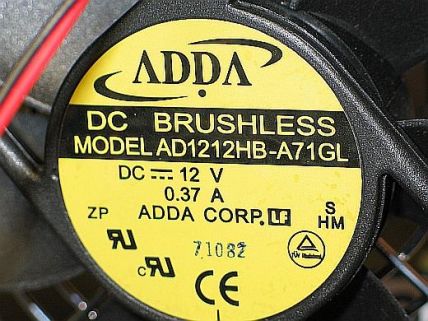 ADDA
DC BRUSHLESS
MODEL AD1212HB-A71GL
DC 12 V
0.37 A
ZP ADDA CORP. LF S
HM
71082
c
CE